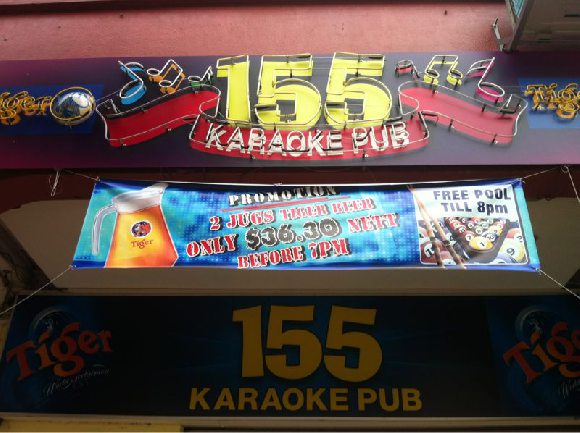 Tiger
155
Tiger
KARAOKE PUB
PROMOTION
2 JUGS TIGER BEER
ONLY $36.30 NETT
BEFORE 7PM
Tiger
FREE POOL
TILL 8pm
Tiger
155
KARAOKE PUB
Tiger